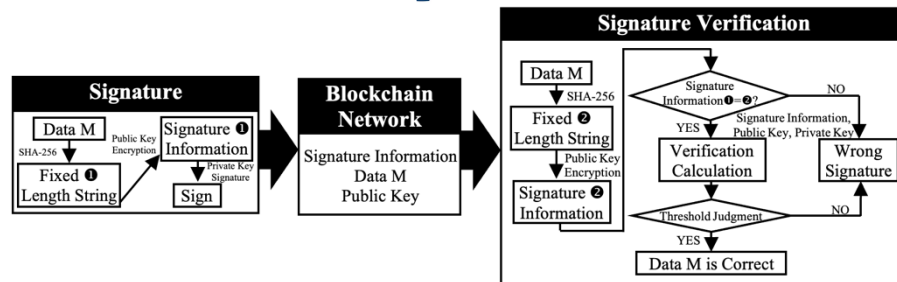 Signature
Data M
SHA-256
Fixed ❶
Length String
Public Key
Encryption
Signature ❶
Information
Private Key
Signature
Sign
Blockchain
Network
Signature Information
Data M
Public Key
Signature Verification
Data M
SHA-256
Fixed ❷
Length String
Public Key
Encryption
Signature ❷
Information
Signature
Information❶=❷?
NO
YES
Signature Information,
Public Key, Private Key
Verification
Calculation
Wrong
Signature
Threshold Judgment
NO
YES
Data M is Correct